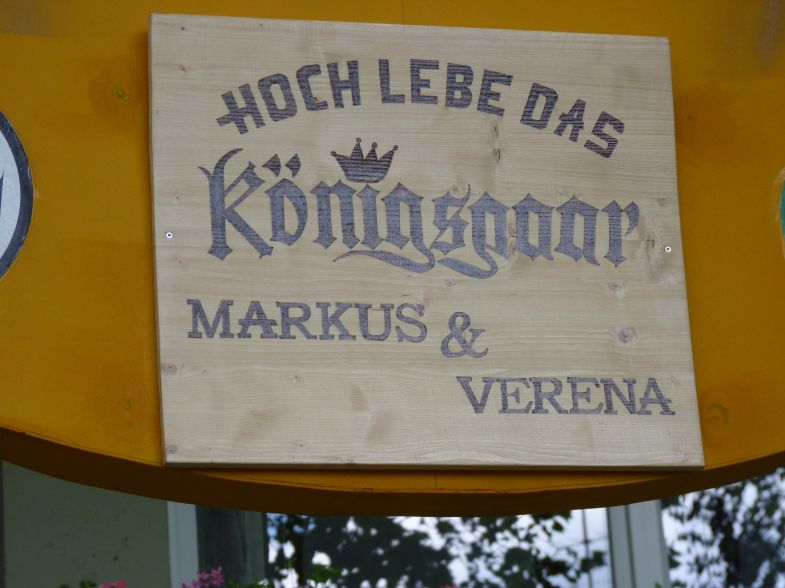 HOCH LEBE DAS
Königspaar
MARKUS &
VERENA